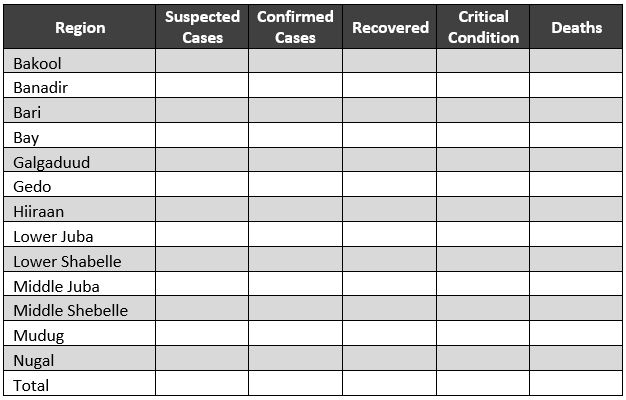 Region Suspected Cases Confirmed Cases Recovered Critical Condition Deaths
Bakool
Banadir
Bari
Bay
Galgaduud
Gedo
Hiiraan
Lower Juba
Lower Shabelle
Middle Juba
Middle Shebelle
Mudug
Nugal
Total